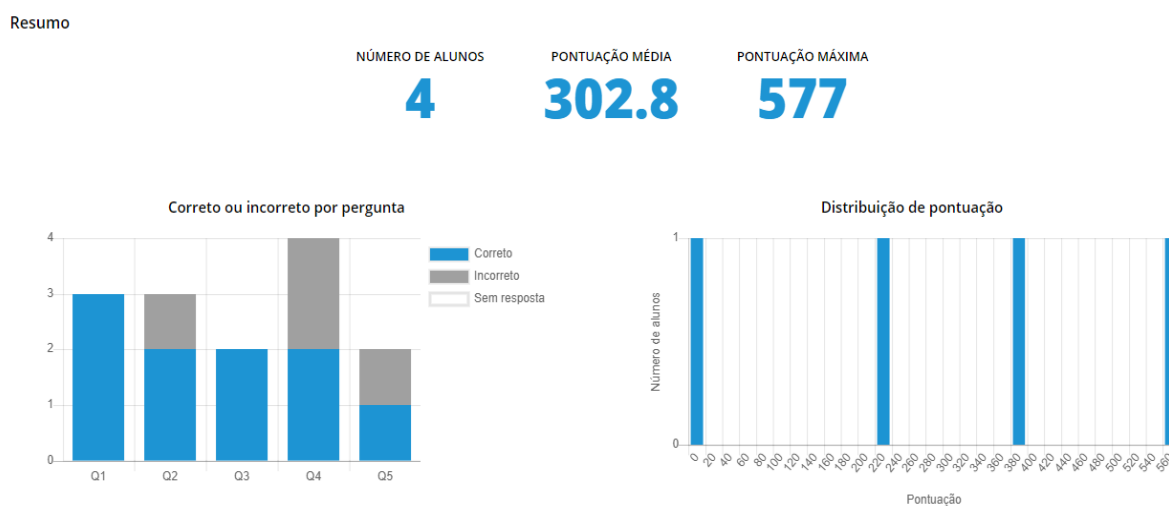 Resumo
NÚMERO DE ALUNOS
4
PONTUAÇÃO MÉDIA
302.8
PONTUAÇÃO MÁXIMA
577
Correto ou incorreto por pergunta
4
3
2
1
0
Q1 Q2 Q3 Q4 Q5
Correto
Incorreto
Sem resposta
Distribuição de pontuação
Número de alunos
1
0
0 20 40 60 80 100 120 140 160 180 200 220 240 260 280 300 320 340 360 380 400 420 440 460 480 500 520 540 560
Pontuação